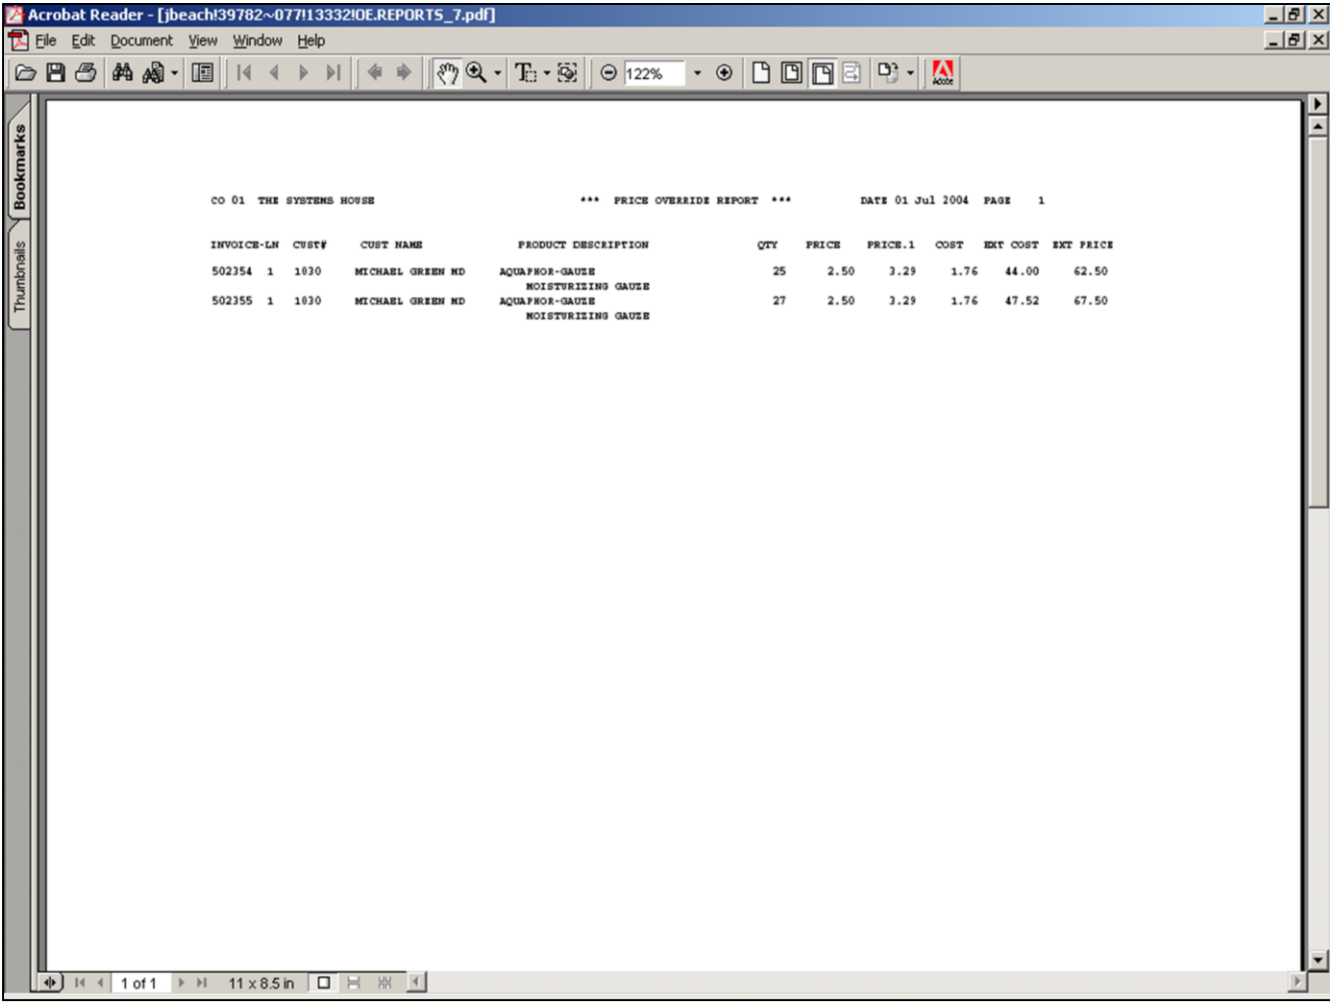 Acrobat Reader - [jbeach!39782~077!13332!OE.REPORTS_7.pdf]
File Edit Document View Window Help
122%
Adobe
Bookmarks
Thumbnails
CO 01 THE SYSTEMS HOUSE *** PRICE OVERRIDE REPORT *** DATE 01 Jul 2004 PAGE 1
INVOICE-LN CUST# CUST NAME PRODUCT DESCRIPTION QTY PRICE PRICE.1 COST EXT COST EXT PRICE
502354 1 1030 MICHAEL GREEN MD AQUAPHOR-GAUZE 25 2.50 3.29 1.76 44.00 62.50
MOISTURIZING GAUZE
502355 1 1030 MICHAEL GREEN MD AQUAPHOR-GAUZE 27 2.50 3.29 1.76 47.52 67.50
MOISTURIZING GAUZE
1 of 1 11 x 8.5 in